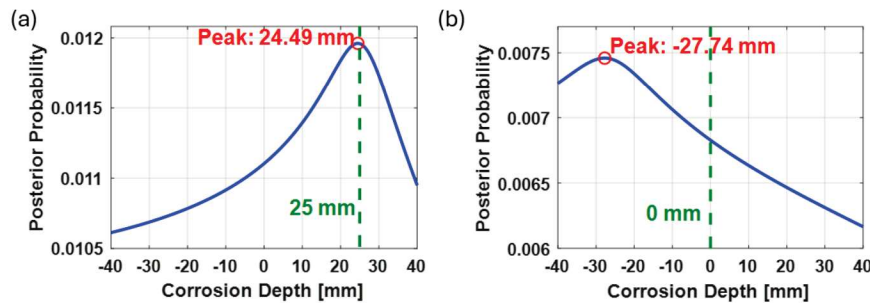 (a)
Posterior Probability
0.012
0.0115
0.011
0.0105
Peak: 24.49 mm
25 mm
-40 -30 -20 -10 0 10 20 30 40
Corrosion Depth [mm]
(b)
Posterior Probability
0.0075
0.007
0.0065
0.006
Peak: -27.74 mm
0 mm
-40 -30 -20 -10 0 10 20 30 40
Corrosion Depth [mm]